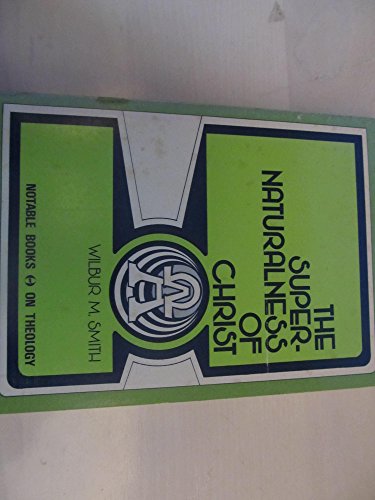 THE
SUPER-
NATURALNESS
OF
CHRIST
WILBUR M. SMITH
NOTABLE BOOKS (-) ON THEOLOGY